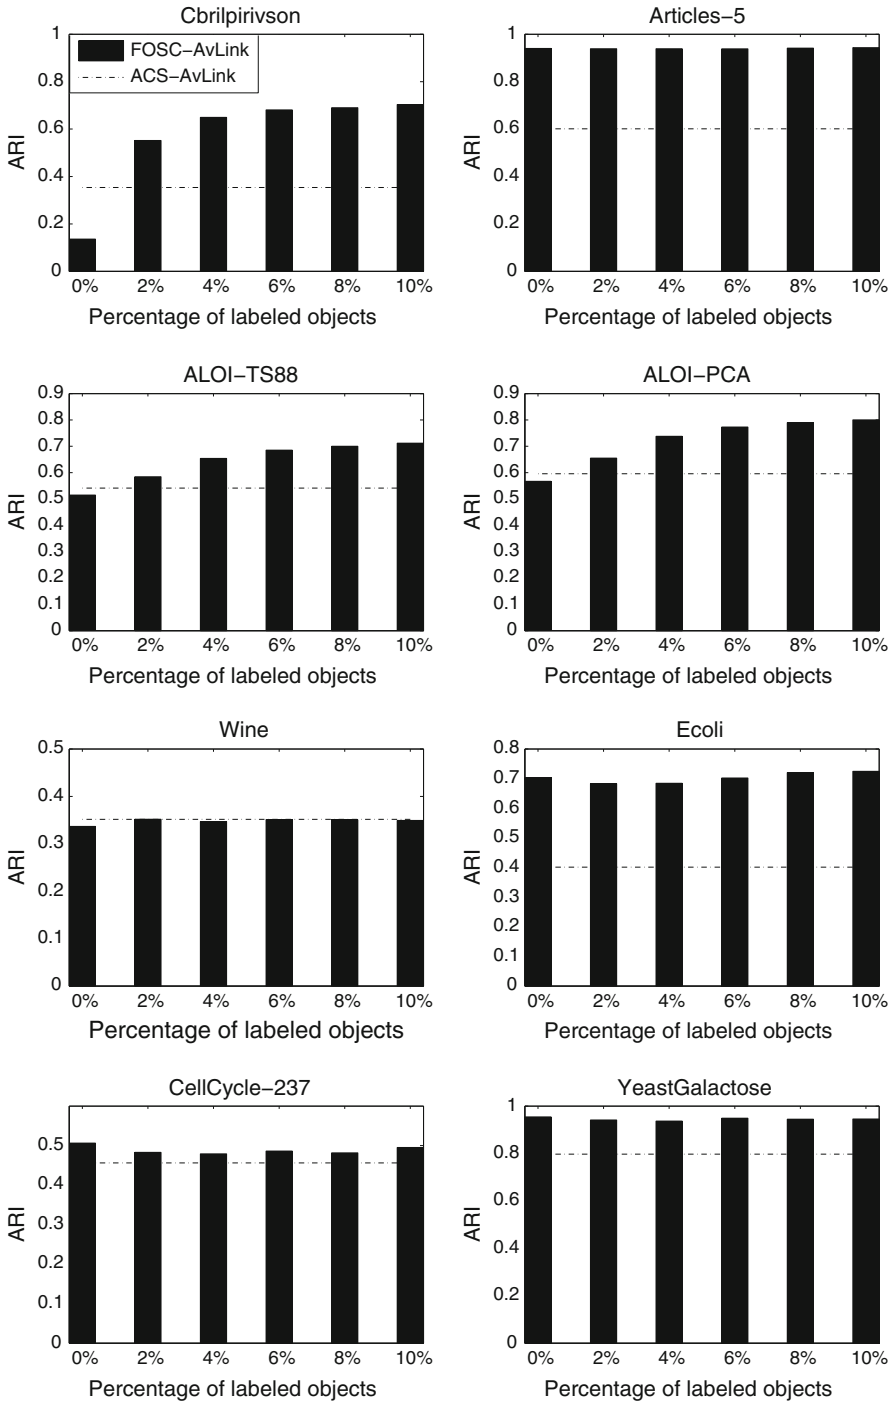 Cbrilpirivson
1
0.8
0.6
0.4
0.2
0
ARI
FOSC−AvLink
ACS−AvLink
0% 2% 4% 6% 8% 10%
Percentage of labeled objects
Articles−5
1
0.8
0.6
0.4
0.2
0
ARI
0% 2% 4% 6% 8% 10%
Percentage of labeled objects
ALOI−TS88
0.9
0.8
0.7
0.6
0.5
0.4
0.3
0.2
0.1
0
ARI
0% 2% 4% 6% 8% 10%
Percentage of labeled objects
ALOI−PCA
0.9
0.8
0.7
0.6
0.5
0.4
0.3
0.2
0.1
0
ARI
0% 2% 4% 6% 8% 10%
Percentage of labeled objects
Wine
0.5
0.4
0.3
0.2
0.1
0
ARI
0% 2% 4% 6% 8% 10%
Percentage of labeled objects
Ecoli
0.8
0.7
0.6
0.5
0.4
0.3
0.2
0.1
0
ARI
0% 2% 4% 6% 8% 10%
Percentage of labeled objects
CellCycle−237
0.5
0.4
0.3
0.2
0.1
0
ARI
0% 2% 4% 6% 8% 10%
Percentage of labeled objects
YeastGalactose
1
0.8
0.6
0.4
0.2
0
ARI
0% 2% 4% 6% 8% 10%
Percentage of labeled objects